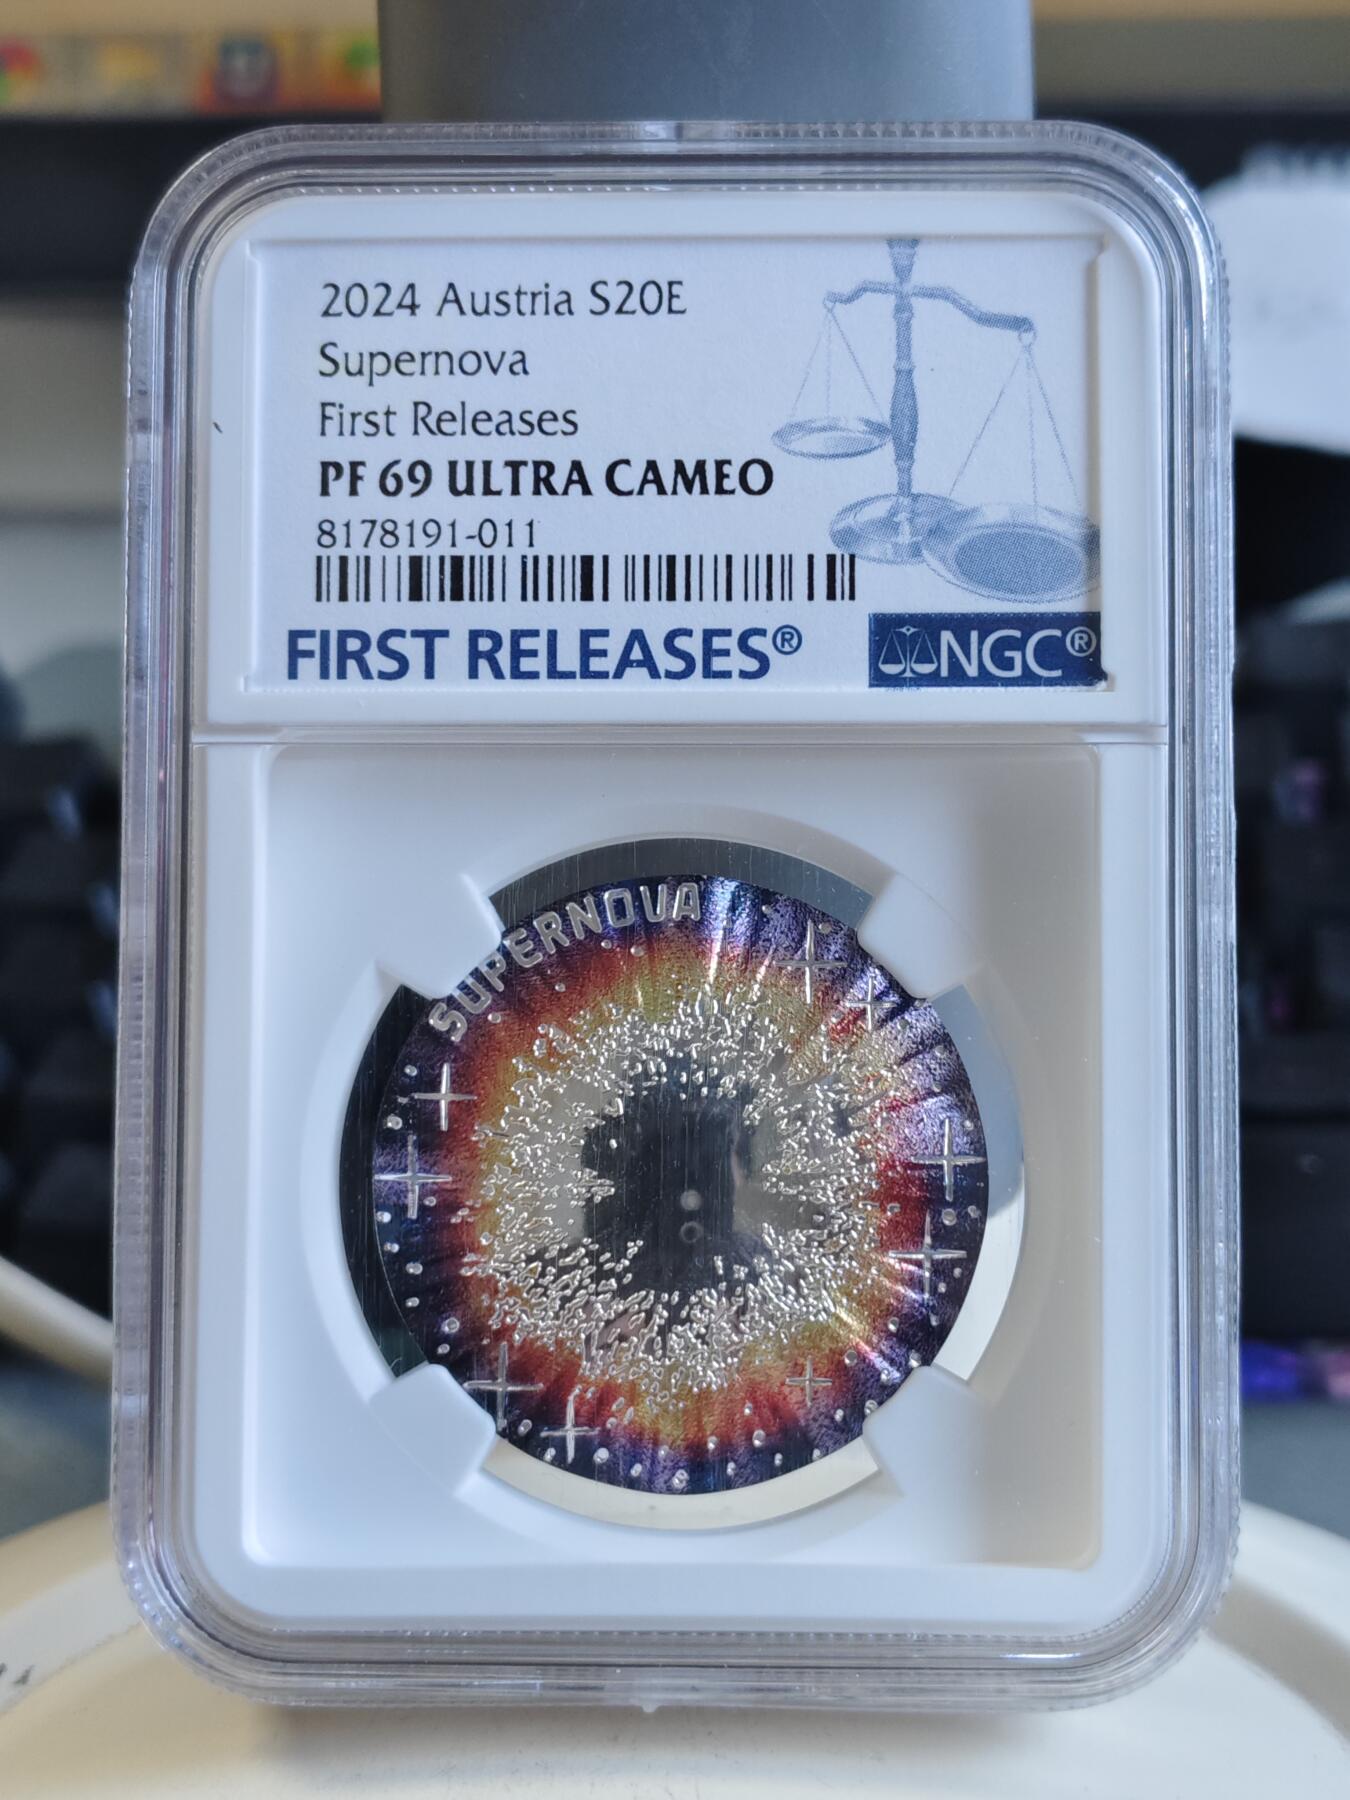 2024 Austria S20E
Supernova
First Releases
PF 69 ULTRA CAMEO
8178191-011
FIRST RELEASES®
NGC®
SUPERNOVA